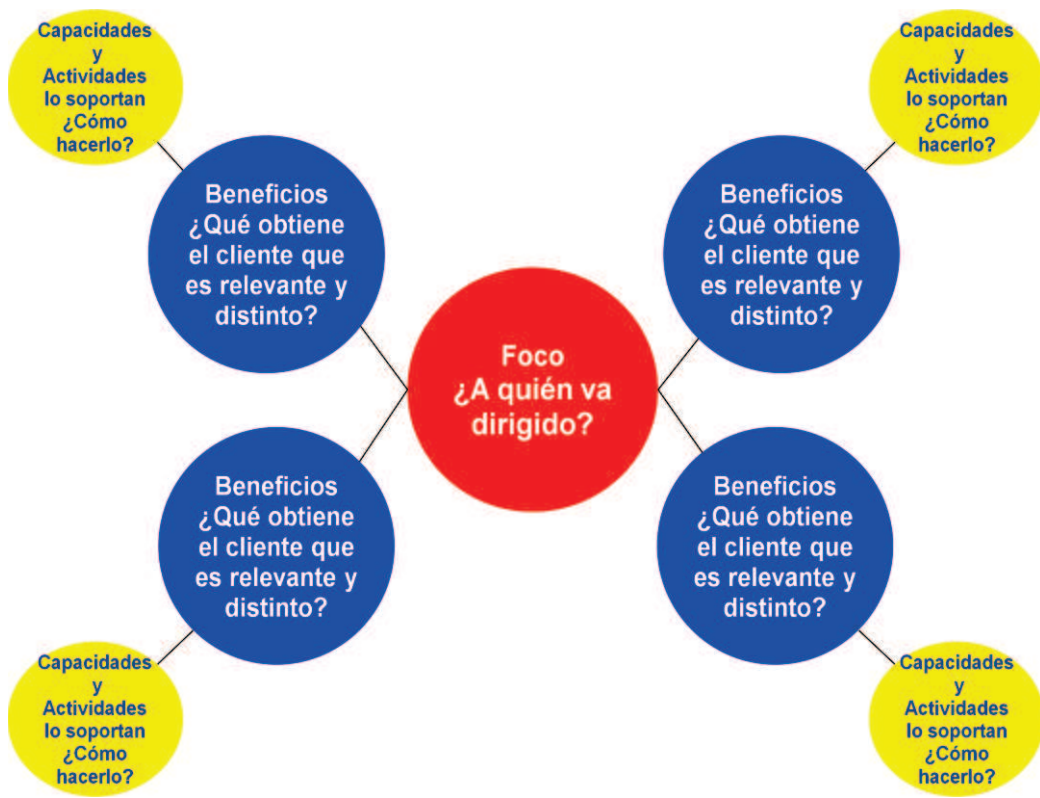 Capacidades
y
Actividades
lo soportan
¿Cómo
hacerlo?
Capacidades
y
Actividades
lo soportan
¿Cómo
hacerlo?
Beneficios
¿Qué obtiene
el cliente que
es relevante y
distinto?
Beneficios
¿Qué obtiene
el cliente que
es relevante y
distinto?
Foco
¿A quién va
dirigido?
Beneficios
¿Qué obtiene
el cliente que
es relevante y
distinto?
Beneficios
¿Qué obtiene
el cliente que
es relevante y
distinto?
Capacidades
y
Actividades
lo soportan
¿Cómo
hacerlo?
Capacidades
y
Actividades
lo soportan
¿Cómo
hacerlo?